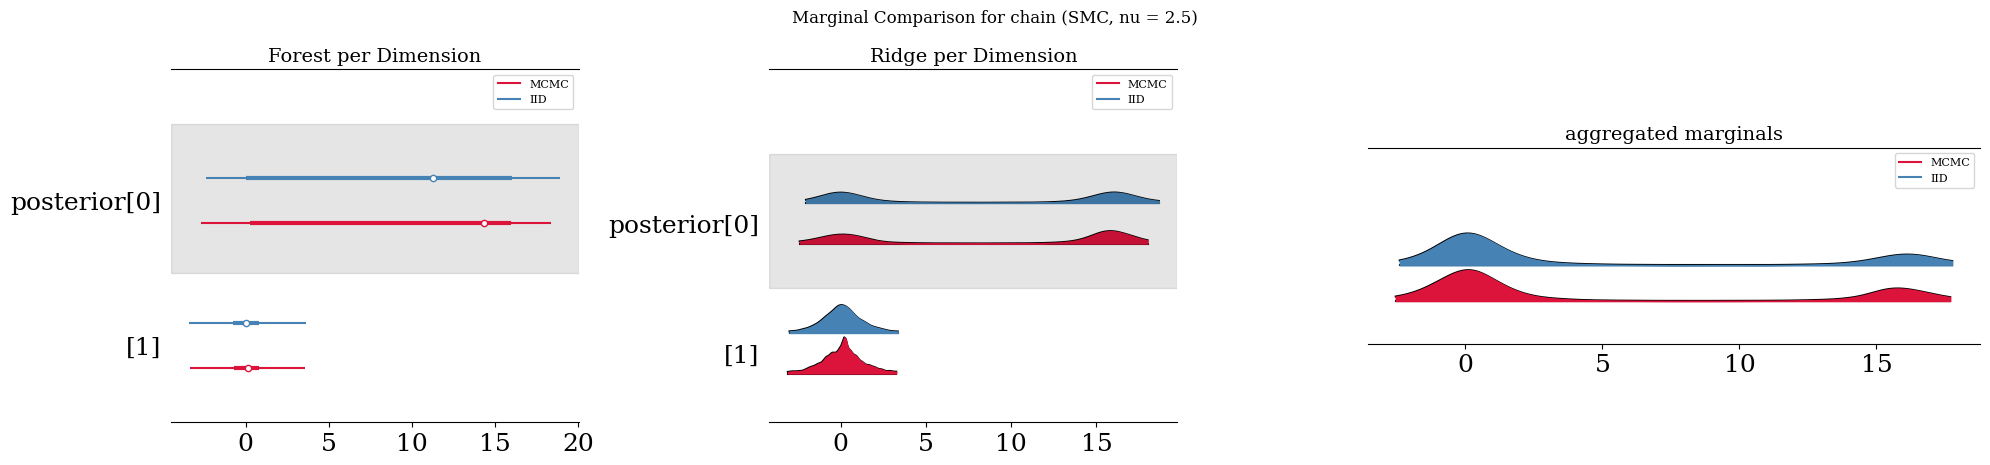 Marginal Comparison for chain (SMC, nu = 2.5)
Forest per Dimension
MCMC
IID
posterior[0]
[1]
0 5 10 15 20
Ridge per Dimension
MCMC
IID
posterior[0]
[1]
0 5 10 15
aggregated marginals
MCMC
IID
0 5 10 15